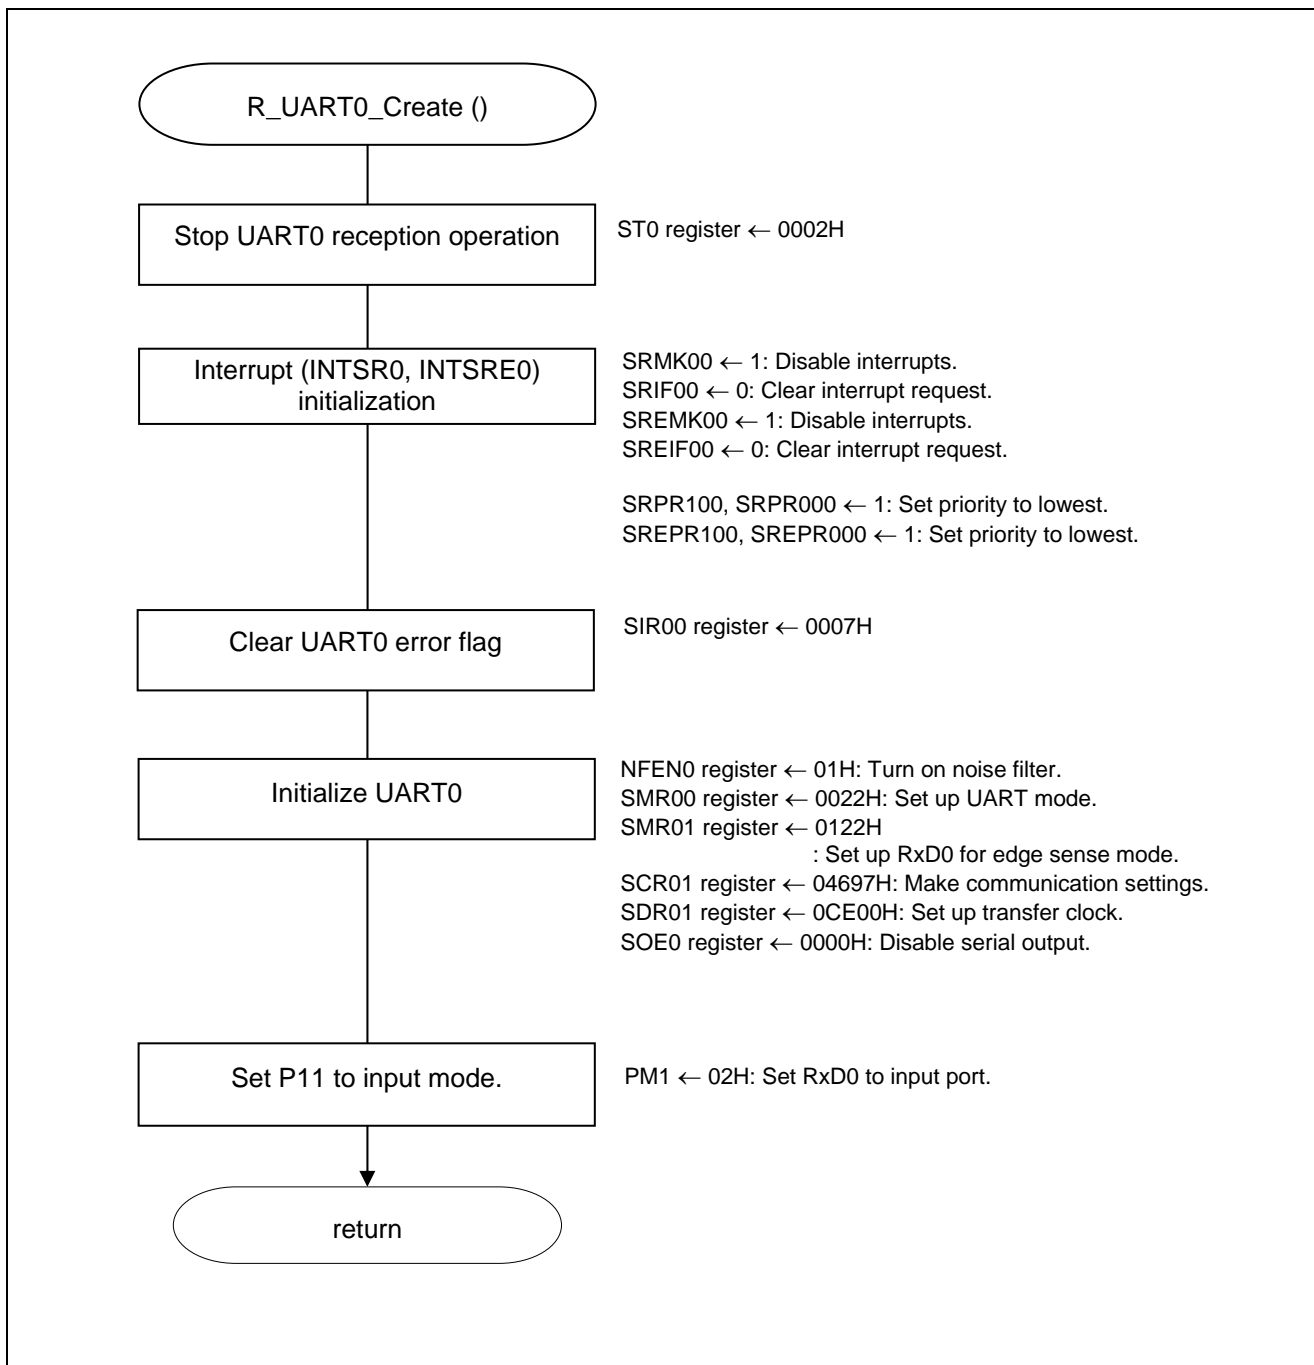 R_UART0_Create ()
Stop UART0 reception operation
ST0 register ← 0002H
Interrupt (INTSR0, INTSRE0)
initialization
SRMK00 ← 1: Disable interrupts.
SRIF00 ← 0: Clear interrupt request.
SREMK00 ← 1: Disable interrupts.
SREIF00 ← 0: Clear interrupt request.
SRPR100, SRPR000 ← 1: Set priority to lowest.
SREPR100, SREPR000 ← 1: Set priority to lowest.
Clear UART0 error flag
SIR00 register ← 0007H
Initialize UART0
NFEN0 register ← 01H: Turn on noise filter.
SMR00 register ← 0022H: Set up UART mode.
SMR01 register ← 0122H
: Set up RxD0 for edge sense mode.
SCR01 register ← 04697H: Make communication settings.
SDR01 register ← 0CE00H: Set up transfer clock.
SOE0 register ← 0000H: Disable serial output.
Set P11 to input mode.
PM1 ← 02H: Set RxD0 to input port.
return